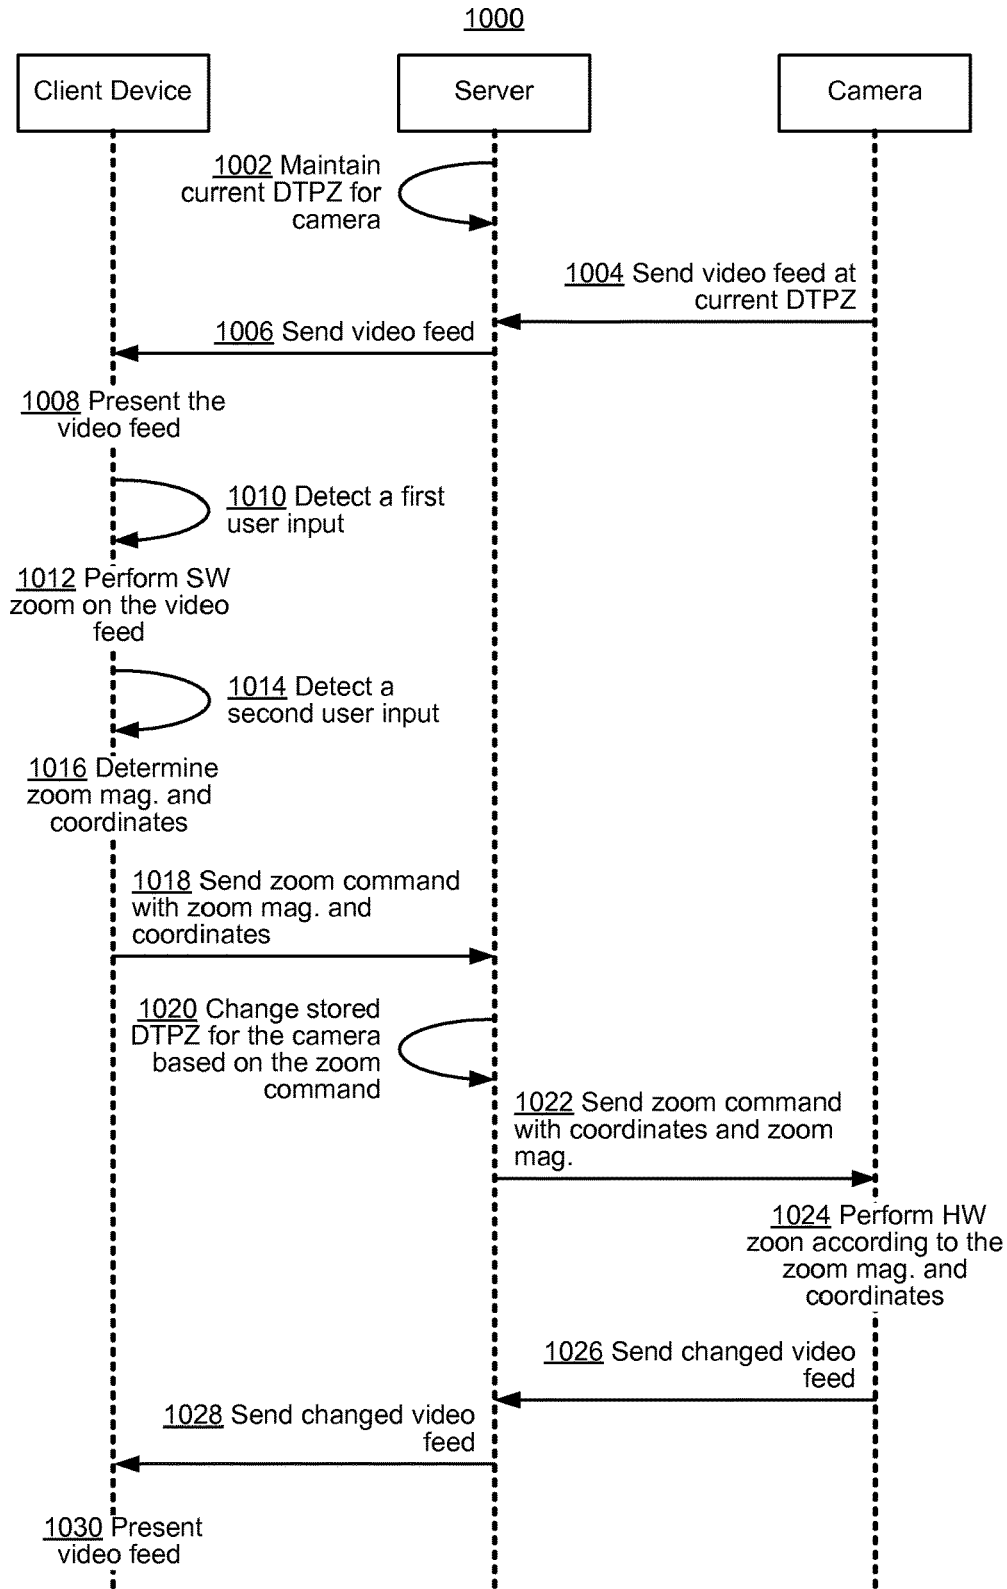 1000
Client Device
Server
Camera
1002 Maintain
current DTPZ for
camera
1004 Send video feed at
current DTPZ
1006 Send video feed
1008 Present the
video feed
1010 Detect a first
user input
1012 Perform SW
zoom on the video
feed
1014 Detect a
second user input
1016 Determine
zoom mag. and
coordinates
1018 Send zoom command
with zoom mag. and
coordinates
1020 Change stored
DTPZ for the camera
based on the zoom
command
1022 Send zoom command
with coordinates and zoom
mag.
1024 Perform HW
zoon according to the
zoom mag. and
coordinates
1026 Send changed video
feed
1028 Send changed video
feed
1030 Present
video feed